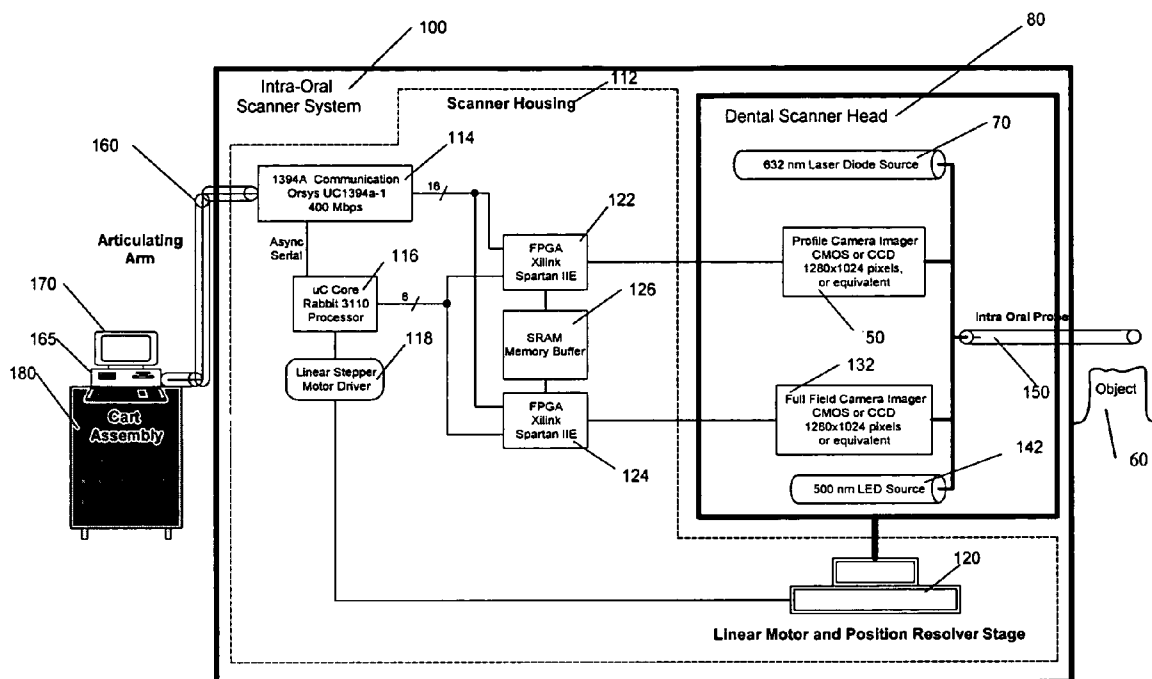 100
80
Intra-Oral
Scanner System
112
Scanner Housing
Dental Scanner Head
70
632 nm Laser Diode Source
160
114
1394A Communication
Orsys UC1394a-1
400 Mbps
16
122
Articulating
Arm
Async
Serial
116
FPGA
Xilink
Spartan IIE
Profile Camera Imager
CMOS or CCD
1280x1024 pixels,
or equivalent
170
uC Core
Rabbit 3110
Processor
8
126
165
118
SRAM
Memory Buffer
50
Intra Oral Probe
180
Linear Stepper
Motor Driver
132
150
Cart
Assembly
FPGA
Xilink
Spartan IIE
Full Field Camera Imager
CMOS or CCD
1280x1024 pixels
or equivalent
Object
124
142
60
500 nm LED Source
120
Linear Motor and Position Resolver Stage